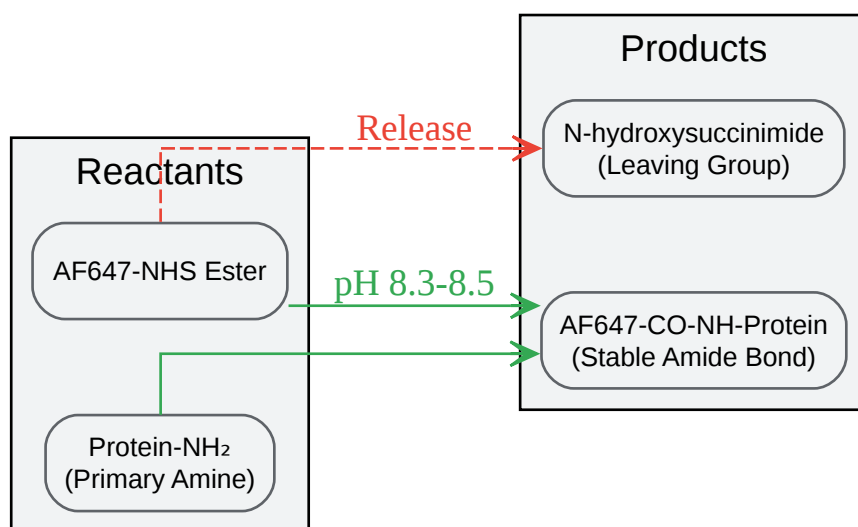 Products
Release
N-hydroxysuccinimide
(Leaving Group)
Reactants
AF647-NHS Ester
pH 8.3-8.5
AF647-CO-NH-Protein
(Stable Amide Bond)
Protein-NH₂
(Primary Amine)